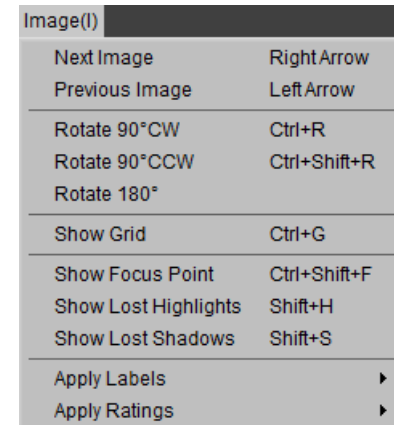 Image(I)
Next Image Right Arrow
Previous Image Left Arrow
Rotate 90°CW Ctrl+R
Rotate 90°CCW Ctrl+Shift+R
Rotate 180°
Show Grid Ctrl+G
Show Focus Point Ctrl+Shift+F
Show Lost Highlights Shift+H
Show Lost Shadows Shift+S
Apply Labels
Apply Ratings